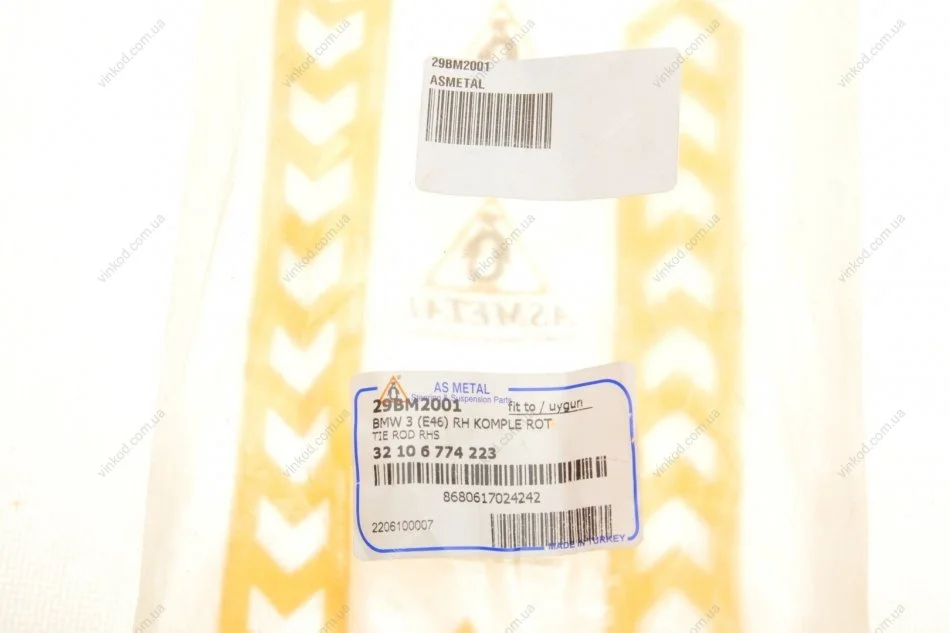 29BM2001
ASMETAL
ASMETAL
AS METAL
Steering & Suspension Parts
29BM2001 fit to / uygun
BMW 3 (E46) RH KOMPLE ROT
TIE ROD RHS
32 10 6 774 223
8680617024242
2206100007
MADE IN TURKEY
vinkod.com.ua